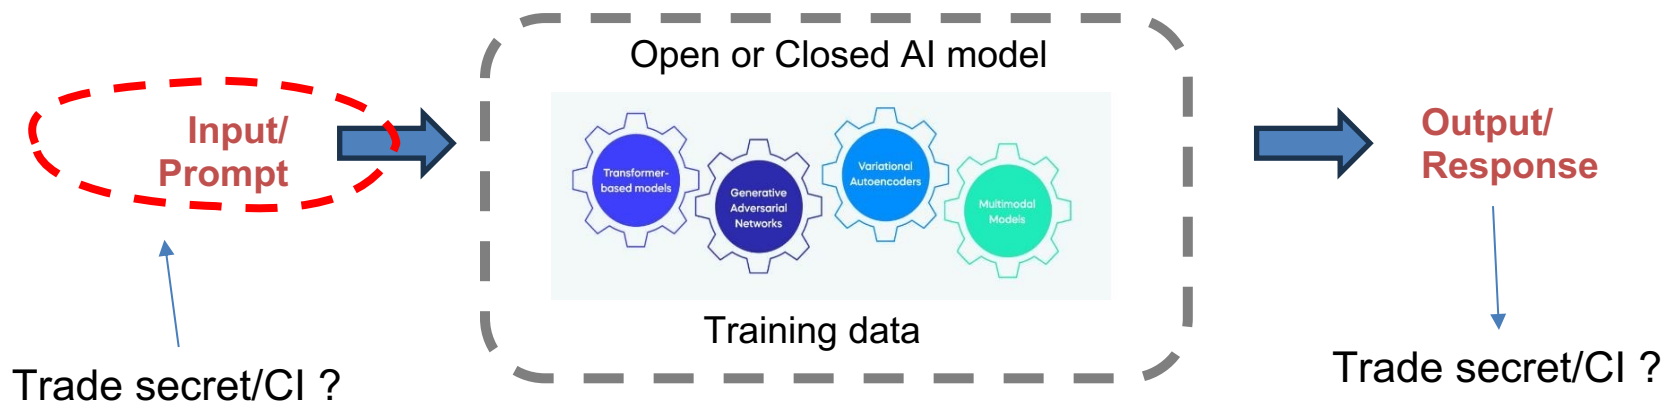 Open or Closed AI model
Input/
Prompt
Transformer-
based models
Generative
Adversarial
Networks
Variational
Autoencoders
Multimodal
Models
Training data
Output/
Response
Trade secret/CI ?
Trade secret/CI ?